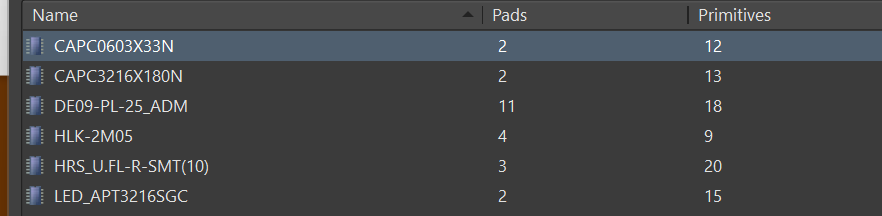 Name Pads Primitives
CAPC0603X33N 2 12
CAPC3216X180N 2 13
DE09-PL-25_ADM 11 18
HLK-2M05 4 9
HRS_U.FL-R-SMT(10) 3 20
LED_APT3216SGC 2 15